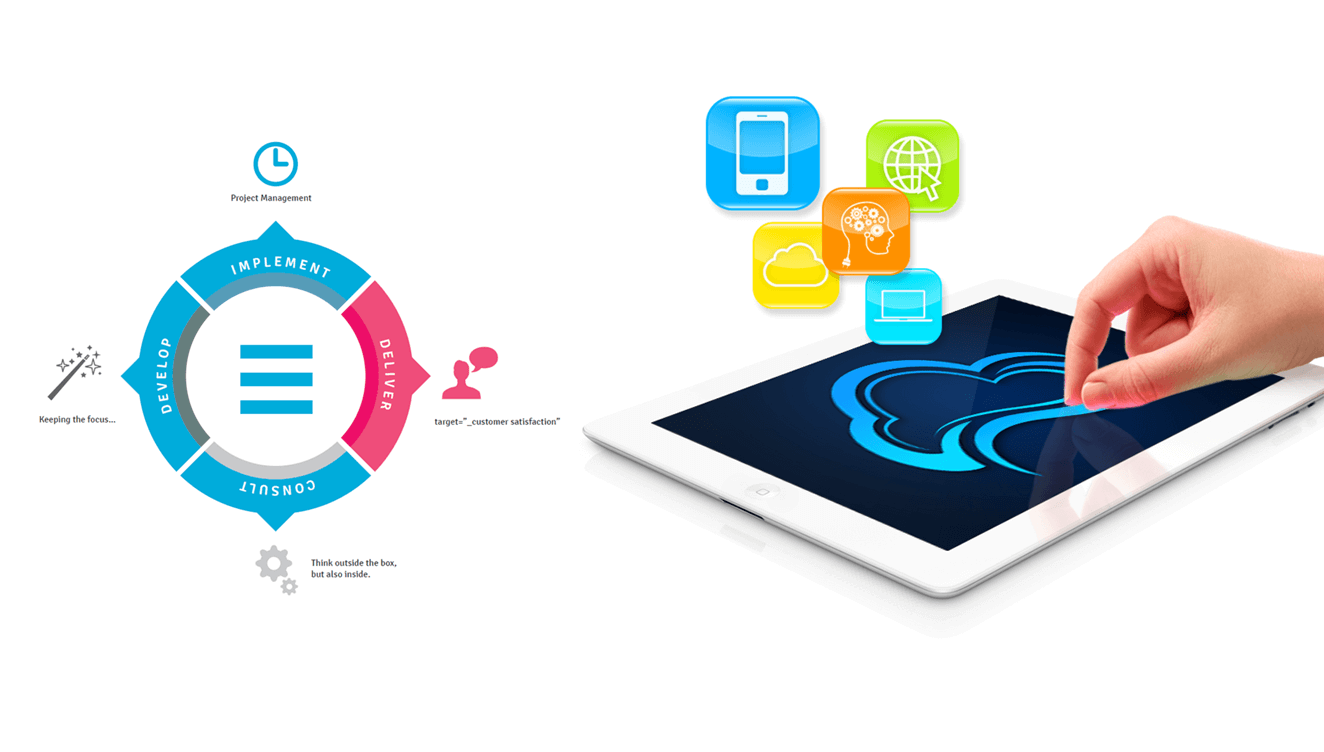 Project Management
IMPLEMENT
DEVELOP
DELIVER
Keeping the focus...
target="_customer satisfaction"
CONSULT
Think outside the box,
but also inside.